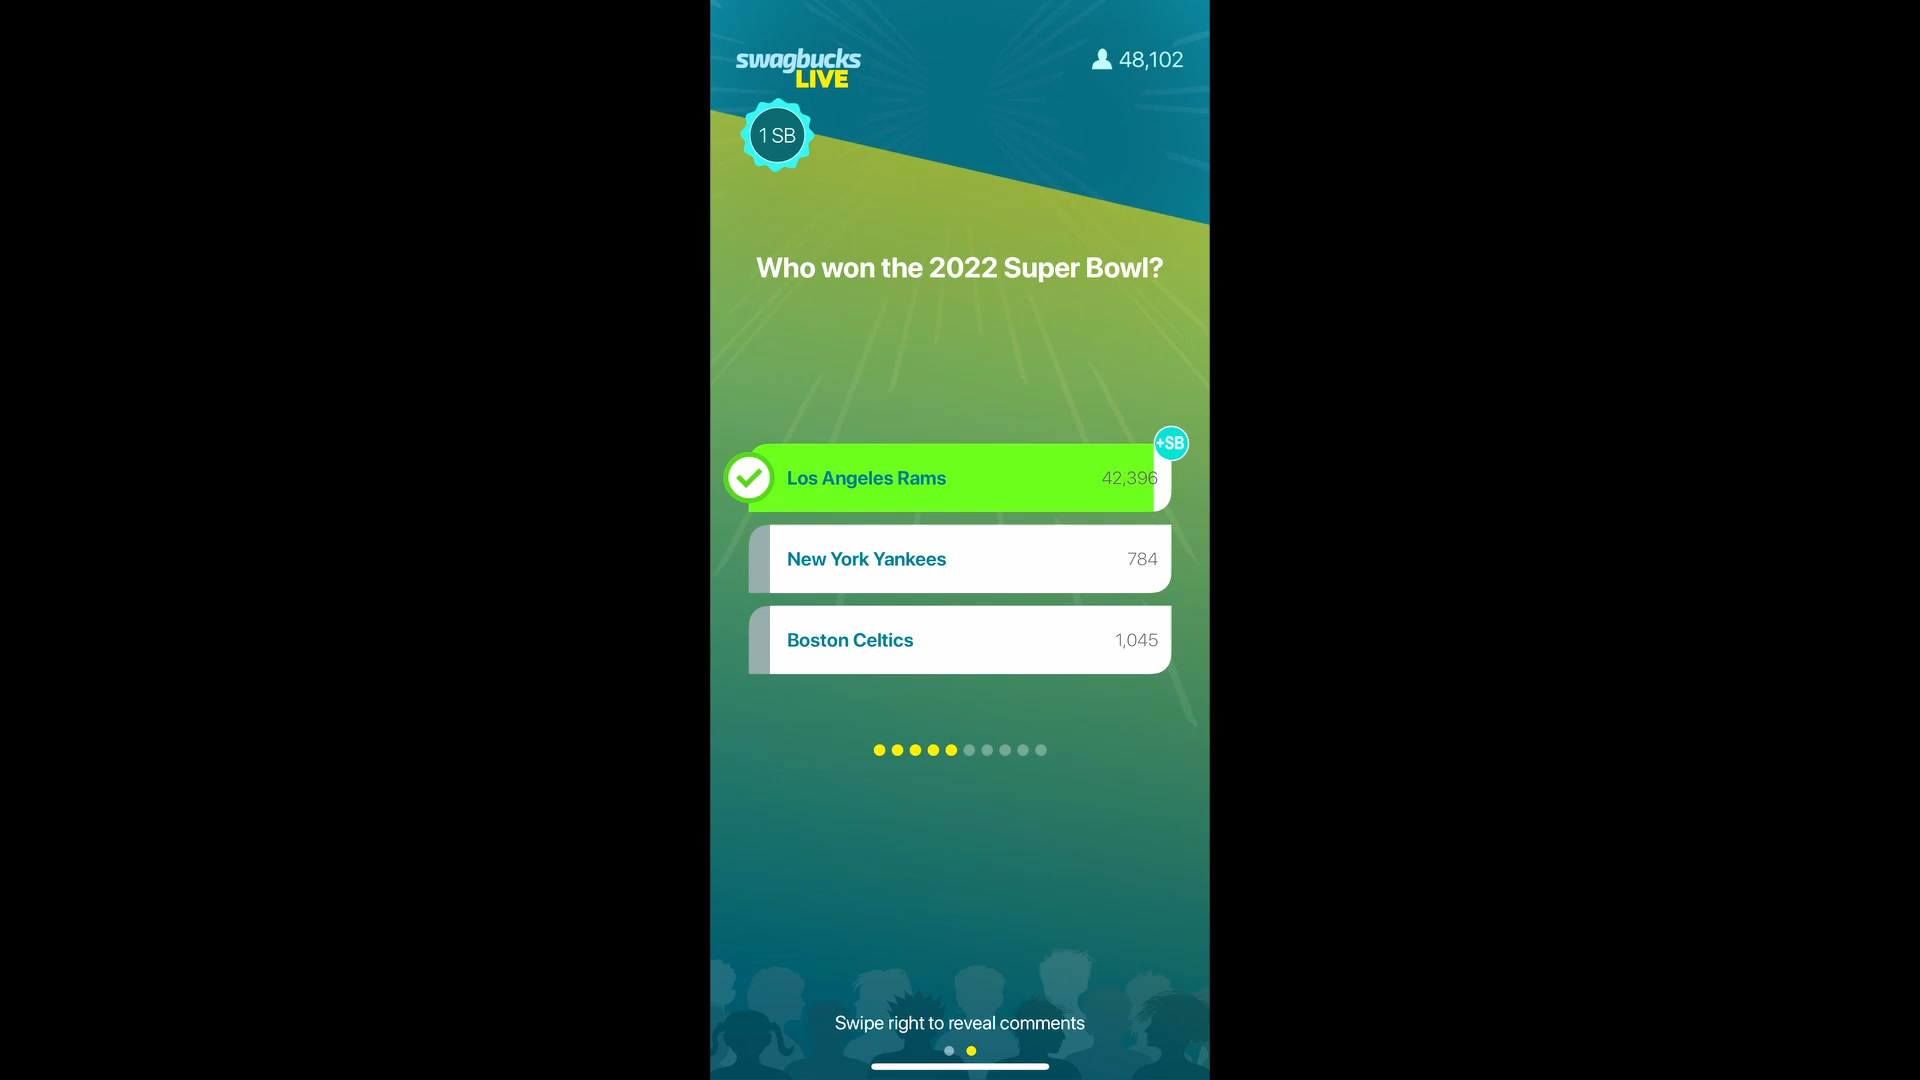 swagbucks
LIVE
48,102
1 SB
Who won the 2022 Super Bowl?
+SB
Los Angeles Rams 42,396
New York Yankees 784
Boston Celtics 1,045
Swipe right to reveal comments